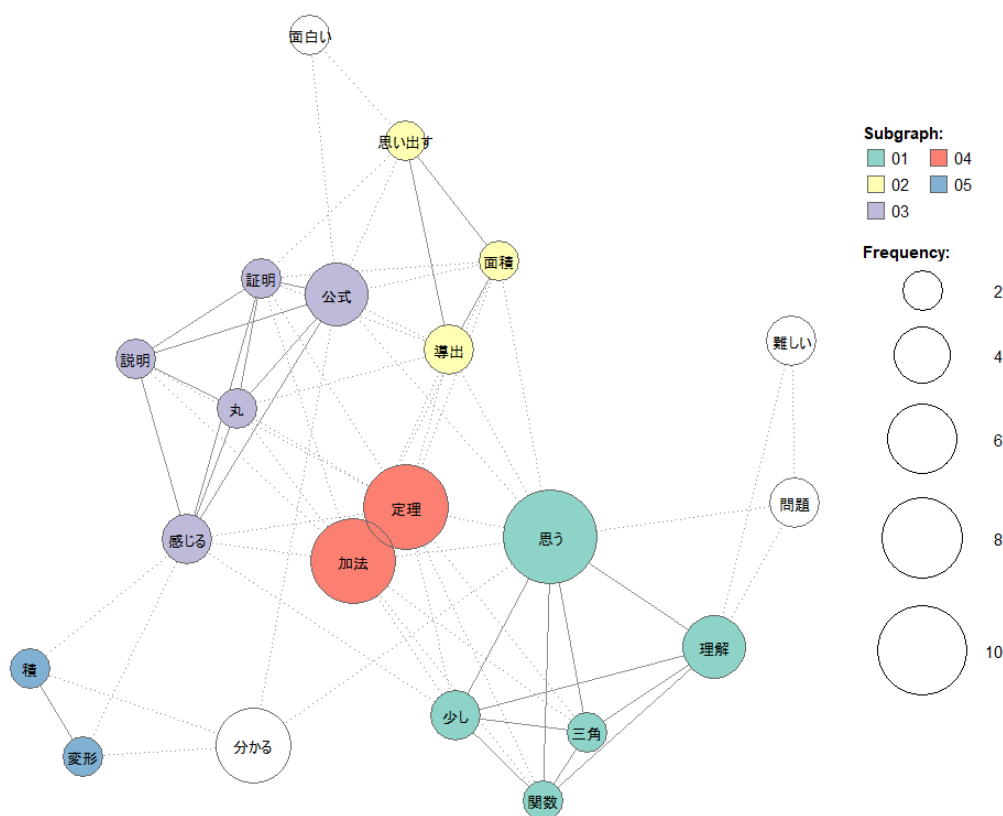 面白い
思い出す
面積
証明
公式
導出
説明
丸
難しい
問題
定理
思う
感じる
加法
理解
積
少し
三角
変形
分かる
関数
Subgraph:
01 04
02 05
03
Frequency:
2
4
6
8
10